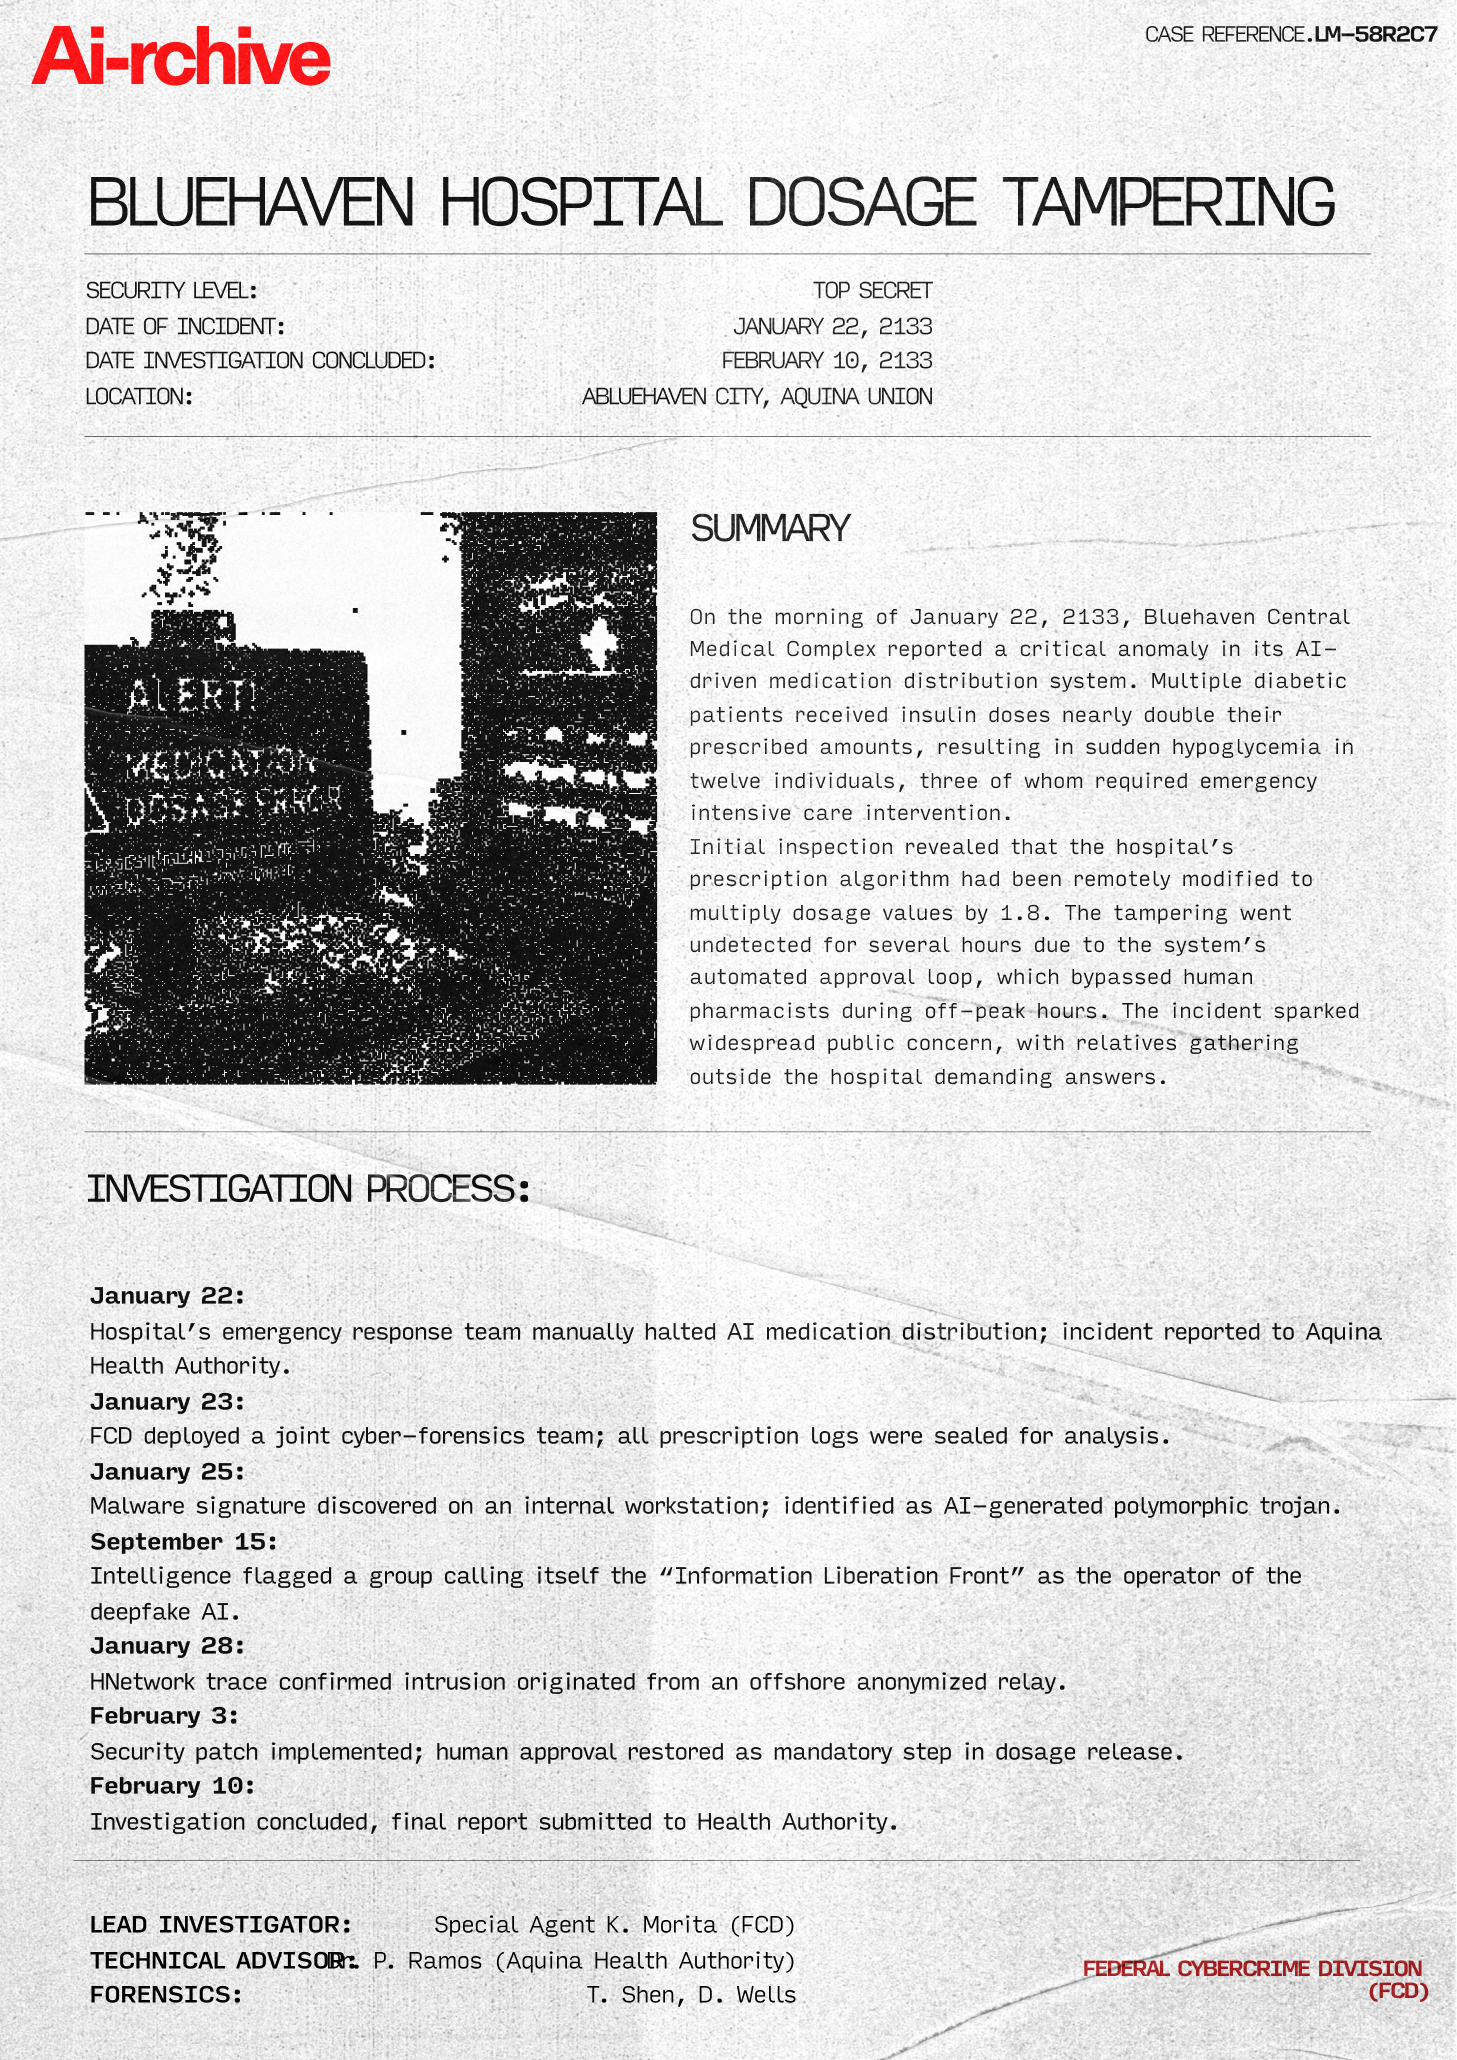 Ai-rchive
CASE REFERENCE.LM-58R2C7
BLUEHAVEN HOSPITAL DOSAGE TAMPERING
SECURITY LEVEL: TOP SECRET
DATE OF INCIDENT: JANUARY 22, 2133
DATE INVESTIGATION CONCLUDED: FEBRUARY 10, 2133
LOCATION: ABLUEHAVEN CITY, AQUINA UNION
ALERT!
MEDICATION
SUMMARY
On the morning of January 22, 2133, Bluehaven Central
Medical Complex reported a critical anomaly in its AI-
driven medication distribution system. Multiple diabetic
patients received insulin doses nearly double their
prescribed amounts, resulting in sudden hypoglycemia in
twelve individuals, three of whom required emergency
intensive care intervention.
Initial inspection revealed that the hospital’s
prescription algorithm had been remotely modified to
multiply dosage values by 1.8. The tampering went
undetected for several hours due to the system’s
automated approval loop, which bypassed human
pharmacists during off-peak hours. The incident sparked
widespread public concern, with relatives gathering
outside the hospital demanding answers.
INVESTIGATION PROCESS:
January 22:
Hospital’s emergency response team manually halted AI medication distribution; incident reported to Aquina
Health Authority.
January 23:
FCD deployed a joint cyber-forensics team; all prescription logs were sealed for analysis.
January 25:
Malware signature discovered on an internal workstation; identified as AI-generated polymorphic trojan.
September 15:
Intelligence flagged a group calling itself the “Information Liberation Front” as the operator of the
deepfake AI.
January 28:
HNetwork trace confirmed intrusion originated from an offshore anonymized relay.
February 3:
Security patch implemented; human approval restored as mandatory step in dosage release.
February 10:
Investigation concluded, final report submitted to Health Authority.
LEAD INVESTIGATOR: Special Agent K. Morita (FCD)
TECHNICAL ADVISOR: Dr. P. Ramos (Aquina Health Authority)
FORENSICS: T. Shen, D. Wells
FEDERAL CYBERCRIME DIVISION
(FCD)